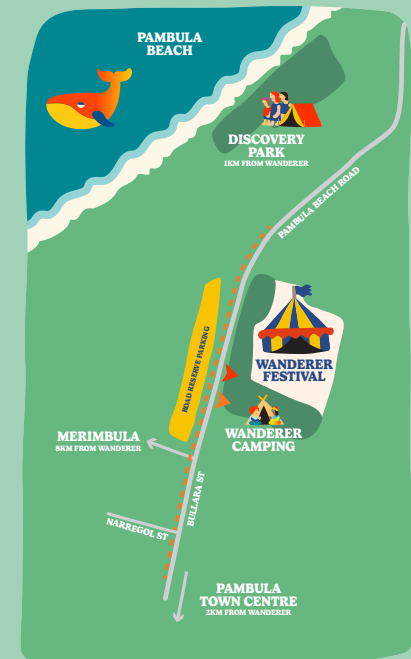 PAMBULA
BEACH
DISCOVERY
PARK
1KM FROM WANDERER
PAMBULA BEACH ROAD
ROAD RESERVE PARKING
WANDERER
FESTIVAL
WANDERER
CAMPING
MERIMBULA
8KM FROM WANDERER
BULLARA ST
NARREGOL ST
PAMBULA
TOWN CENTRE
2KM FROM WANDERER